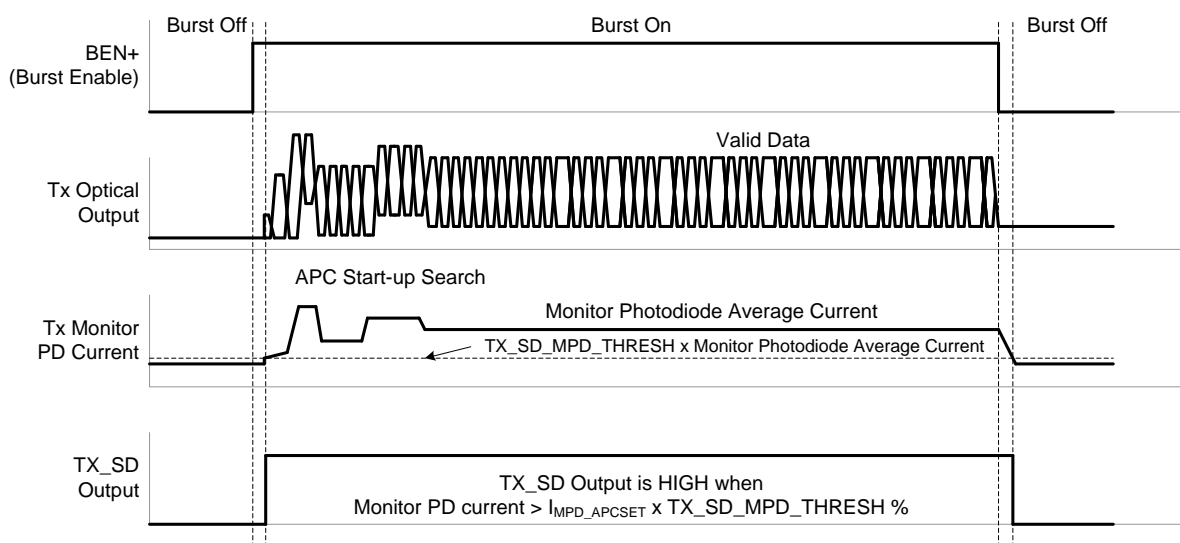 Burst Off
Burst On
Burst Off
BEN+
(Burst Enable)
Valid Data
Tx Optical
Output
APC Start-up Search
Monitor Photodiode Average Current
Tx Monitor
PD Current
TX_SD_MPD_THRESH x Monitor Photodiode Average Current
TX_SD
Output
TX_SD Output is HIGH when
Monitor PD current > IMPD_APCSET x TX_SD_MPD_THRESH %